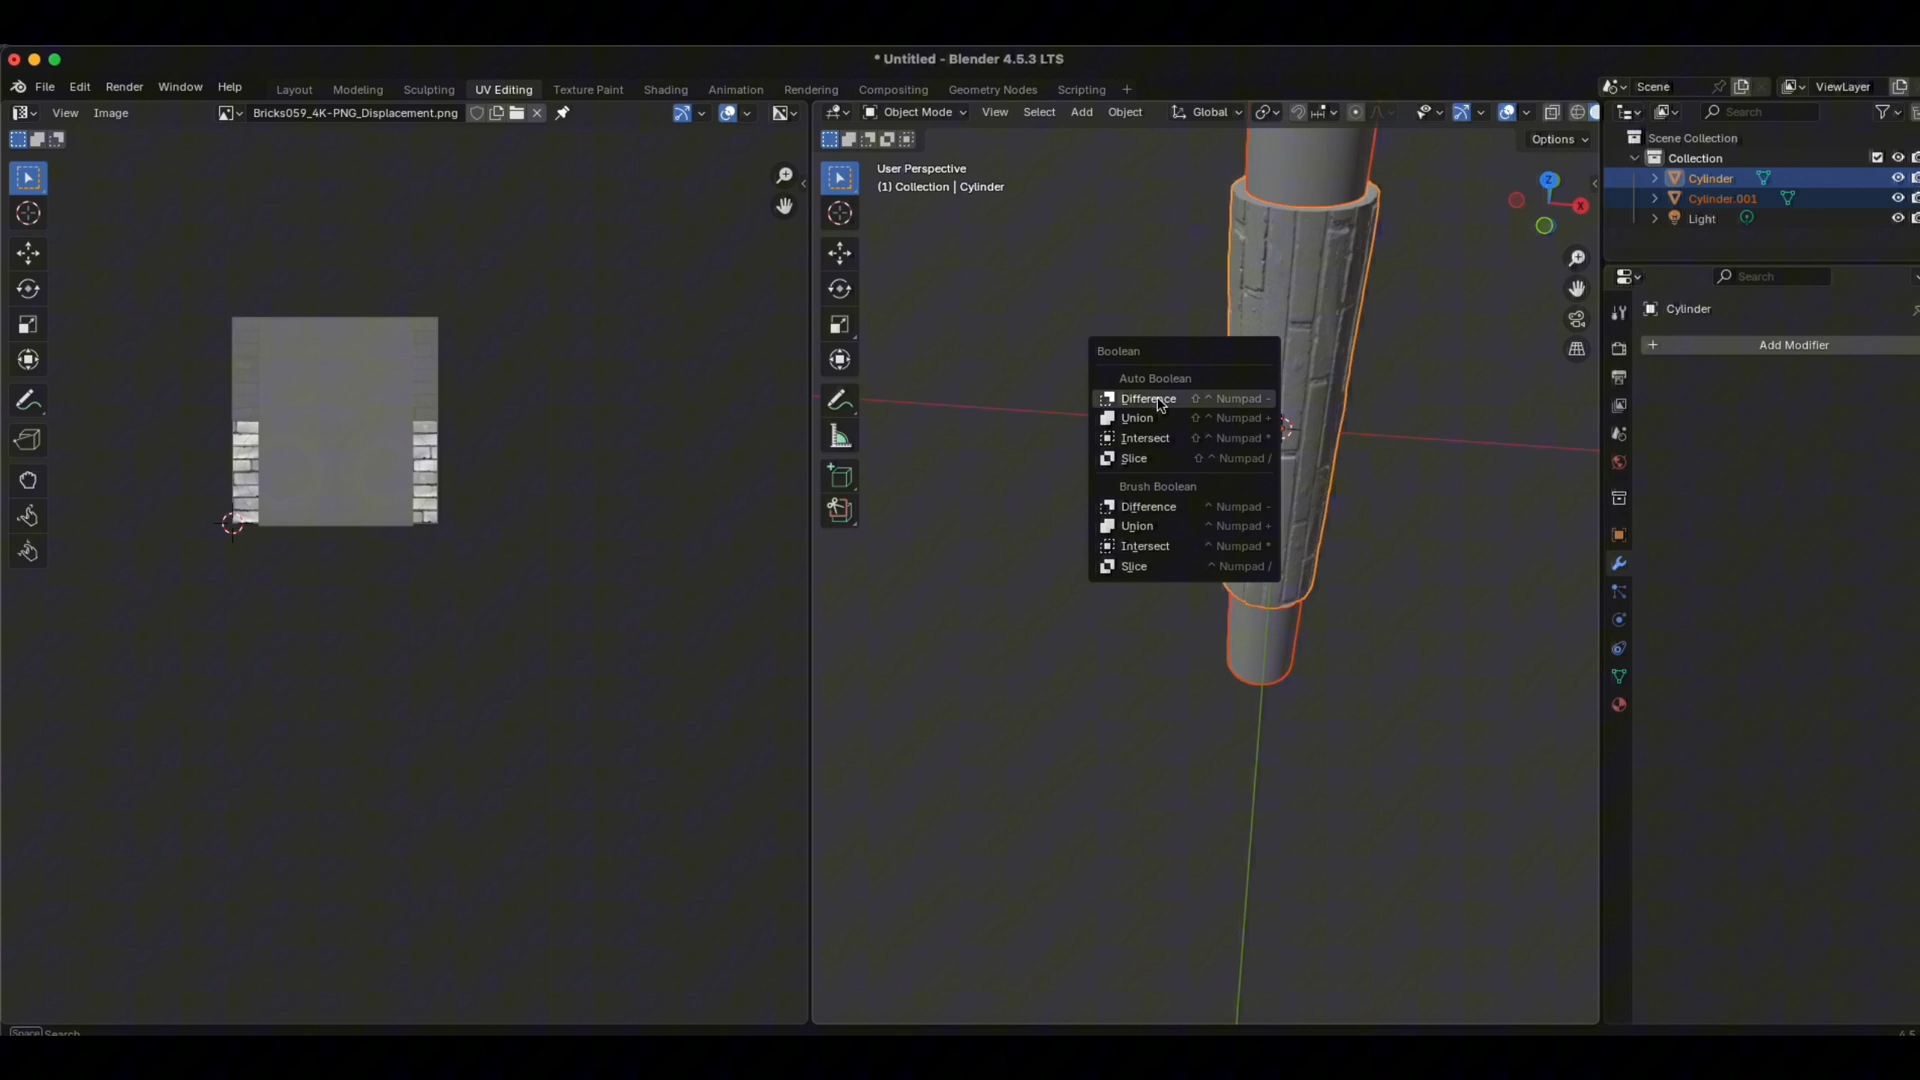 * Untitled - Blender 4.5.3 LTS
File Edit Render Window Help
Layout Modeling Sculpting UV Editing Texture Paint Shading Animation Rendering Compositing Geometry Nodes Scripting +
Scene
ViewLayer
View Image
Bricks059_4K-PNG_Displacement.png
Object Mode View Select Add Object
Global
Search
Options
User Perspective
(1) Collection | Cylinder
Z
X
Scene Collection
Collection
Cylinder
Cylinder.001
Light
Search
Cylinder
+ Add Modifier
Boolean
Auto Boolean
Difference ⇧ ^ Numpad -
Union ⇧ ^ Numpad +
Intersect ⇧ ^ Numpad *
Slice ⇧ ^ Numpad /
Brush Boolean
Difference ^ Numpad -
Union ^ Numpad +
Intersect ^ Numpad *
Slice ^ Numpad /
Space Search